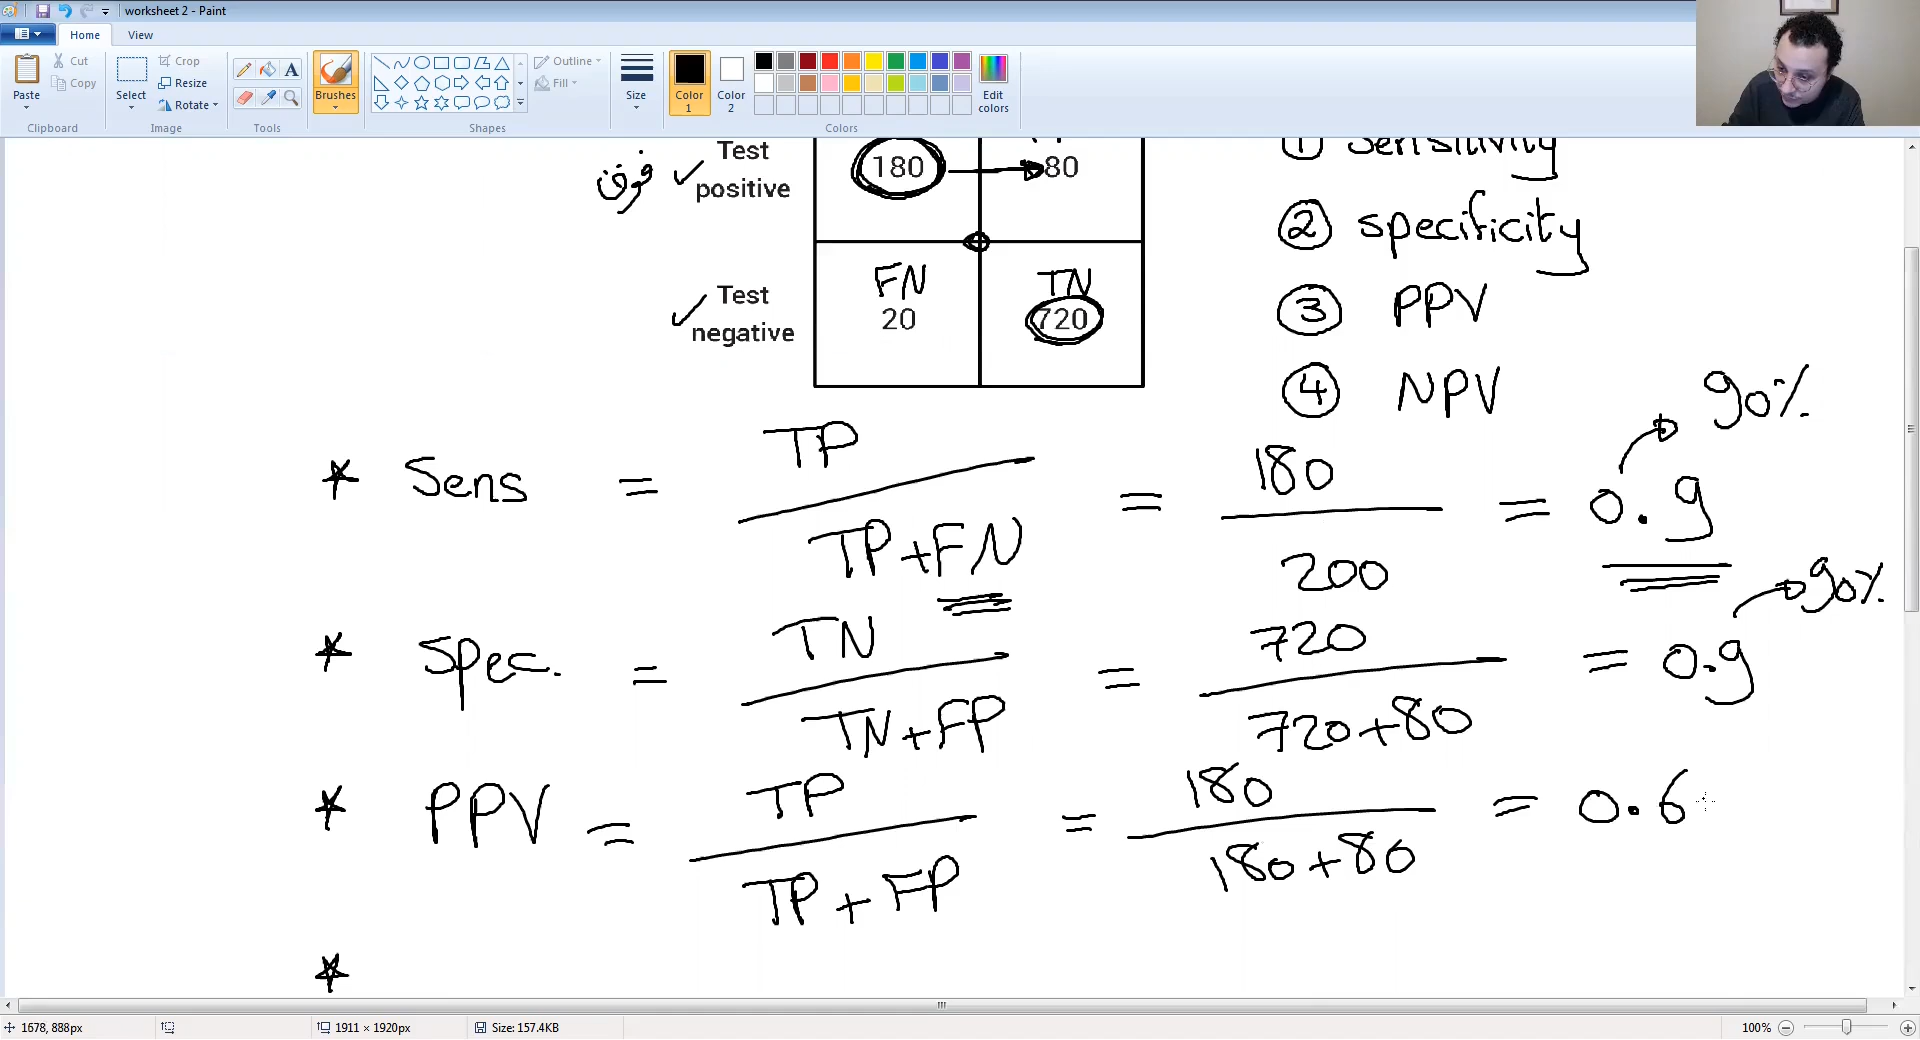 worksheet 2 - Paint
Home View
Paste Cut Copy Select Crop Resize Rotate Brushes Outline Fill Size Color 1 Color 2 Edit colors
Clipboard Image Tools Shapes Colors
فوق ✓ Test positive 180 80
① sensitivity
② specificity
✓ Test negative FN 20 TN 720
③ PPV
④ NPV
* Sens = TP / TP+FN = 180 / 200 = 0.9 90%
* Spec. = TN / TN+FP = 720 / 720+80 = 0.9 90%
* PPV = TP / TP+FP = 180 / 180+80 = 0.6
*
1678, 888px 1911 × 1920px Size: 157.4KB 100%